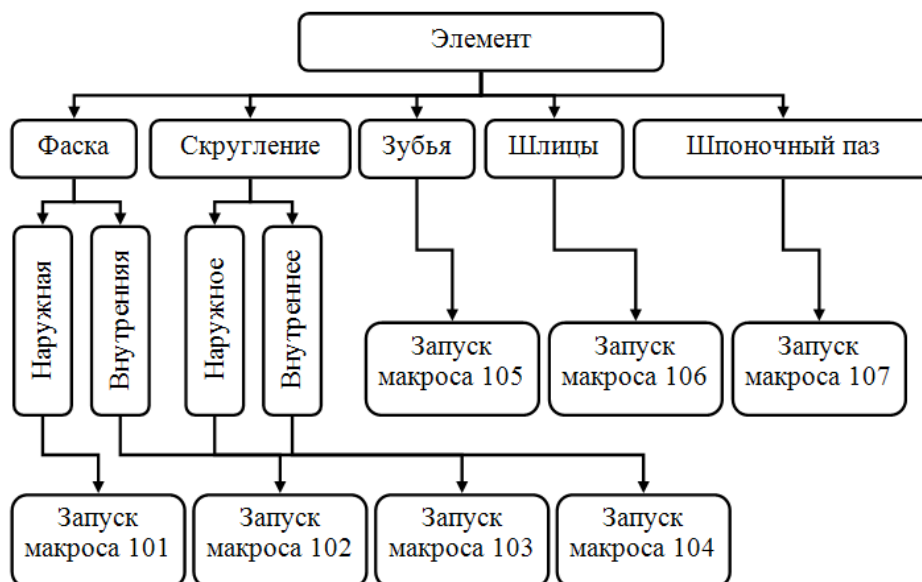 Элемент
Фаска
Скругление
Зубья
Шлицы
Шпоночный паз
Наружная
Внутренняя
Наружное
Внутреннее
Запуск
макроса 105
Запуск
макроса 106
Запуск
макроса 107
Запуск
макроса 101
Запуск
макроса 102
Запуск
макроса 103
Запуск
макроса 104